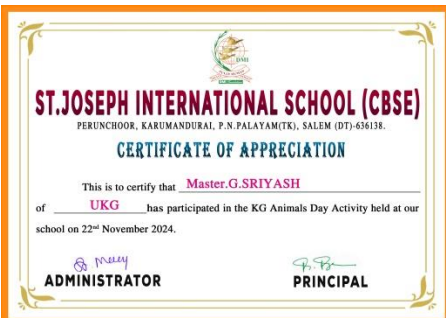 DMI
ST.JOSEPH INTERNATIONAL SCHOOL (CBSE)
PERUNCHOOR, KARUMANDURAI, P.N.PALAYAM(TK), SALEM (DT)-636138.
CERTIFICATE OF APPRECIATION
This is to certify that Master.G.SRIYASH
of UKG has participated in the KG Animals Day Activity held at our
school on 22nd November 2024.
ADMINISTRATOR PRINCIPAL